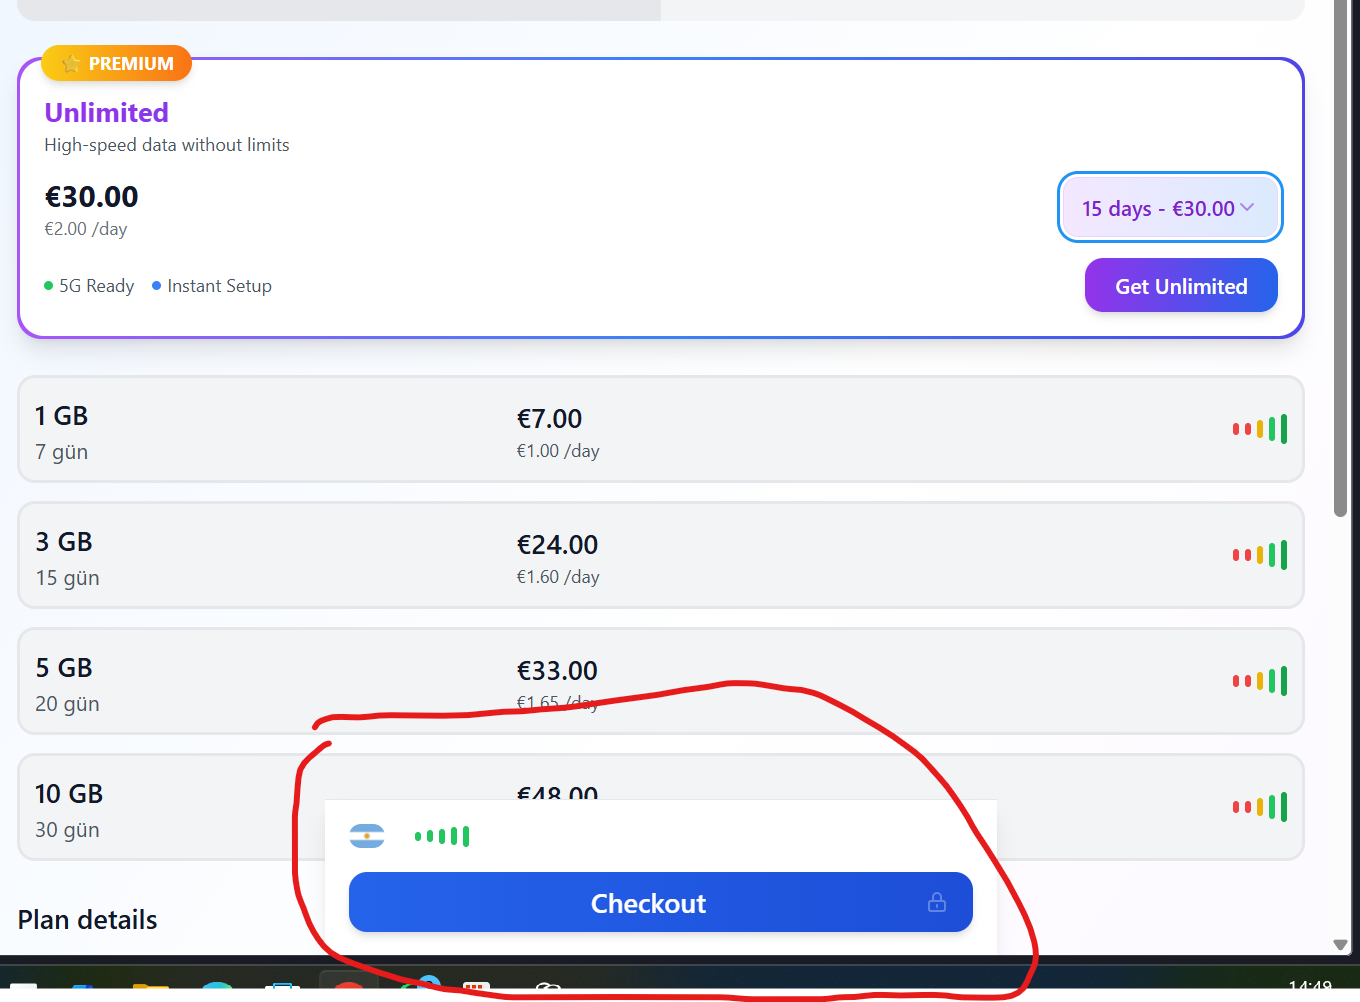 PREMIUM
Unlimited
High-speed data without limits
€30.00
€2.00 /day
15 days - €30.00
5G Ready
Instant Setup
Get Unlimited
1 GB
7 gün
€7.00
€1.00 /day
3 GB
15 gün
€24.00
€1.60 /day
5 GB
20 gün
€33.00
€1.65 /day
10 GB
30 gün
€48.00
Checkout
Plan details
14:49